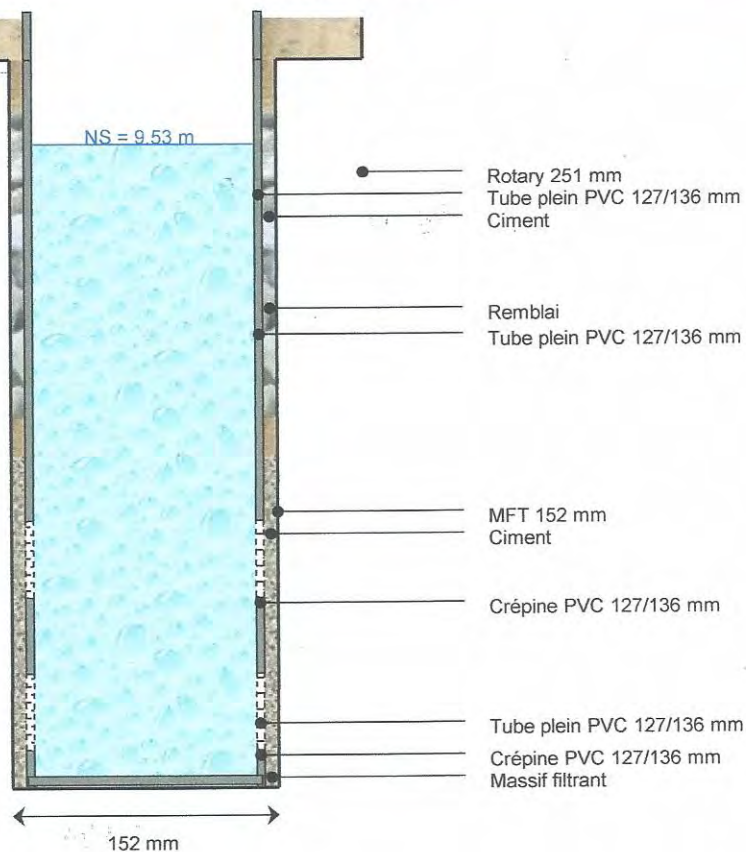 NS = 9.53 m
Rotary 251 mm
Tube plein PVC 127/136 mm
Ciment
Remblai
Tube plein PVC 127/136 mm
MFT 152 mm
Ciment
Crépine PVC 127/136 mm
Tube plein PVC 127/136 mm
Crépine PVC 127/136 mm
Massif filtrant
152 mm